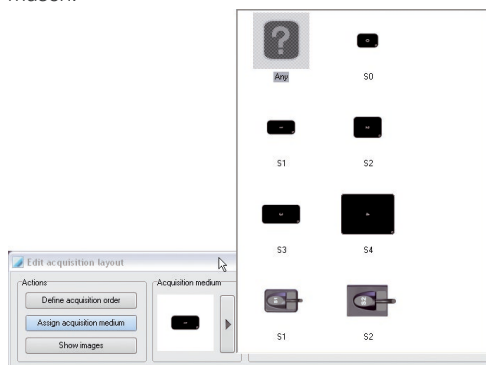 Any S0
S1 S2
S3 S4
Edit acquisition layout
Actions
Acquisition medium
Define acquisition order
Assign acquisition medium
Show images
S1 S2